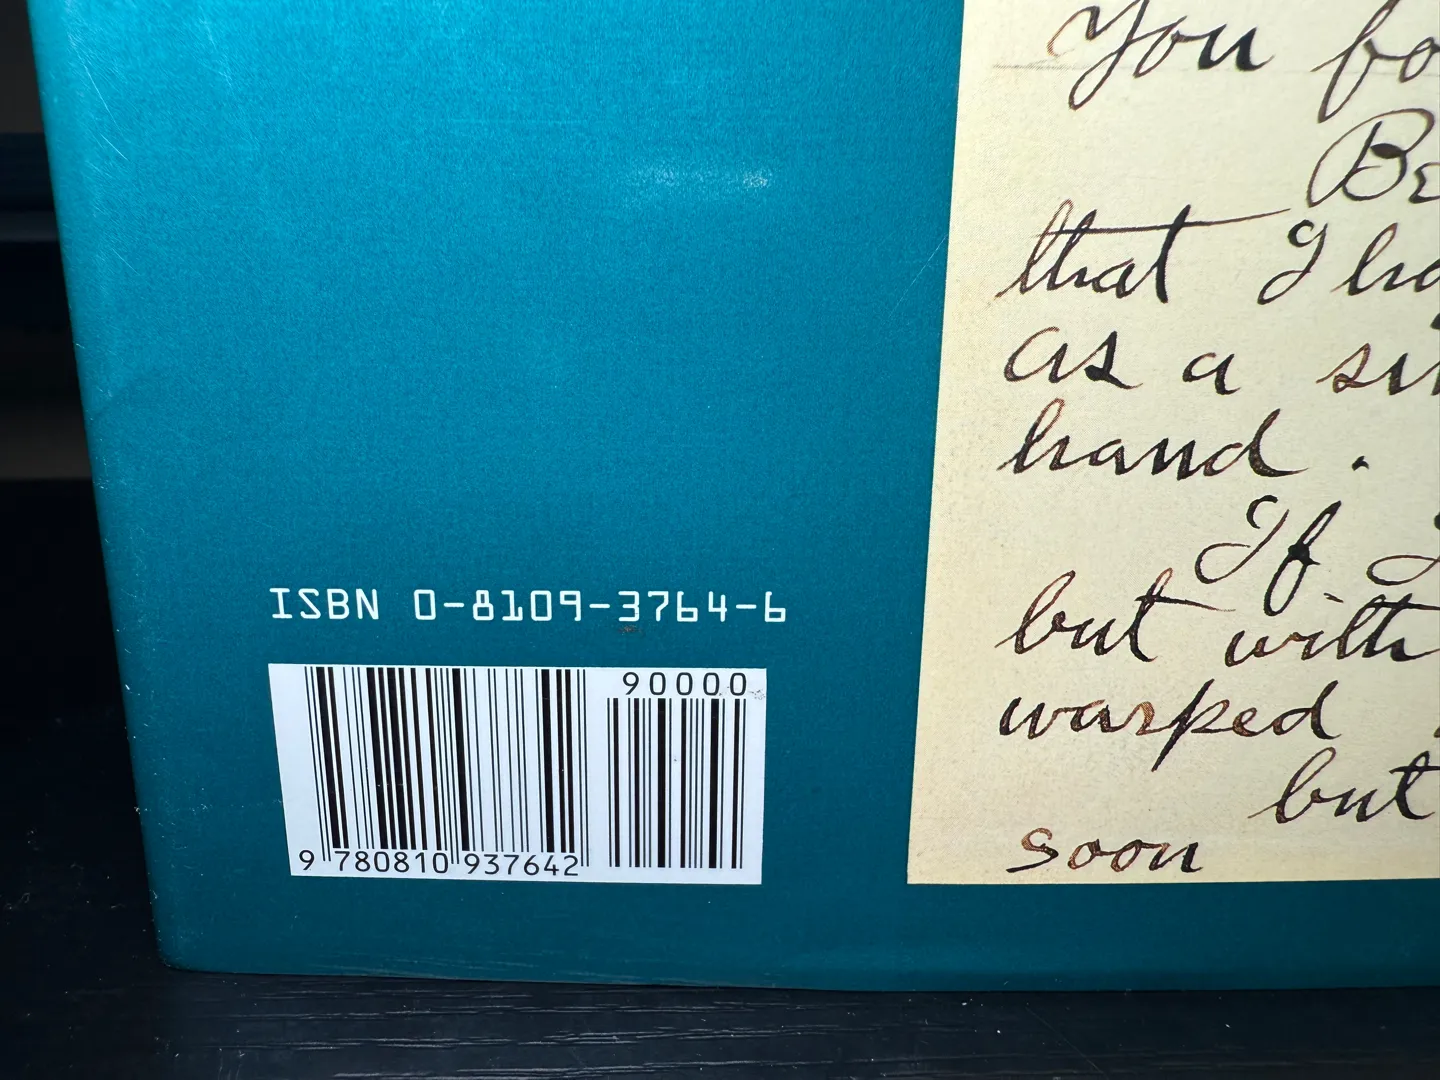 You
that I
as a
hand.
If
but with
warped
but
soon
ISBN 0-8109-3764-6
90000
9 780810 937642